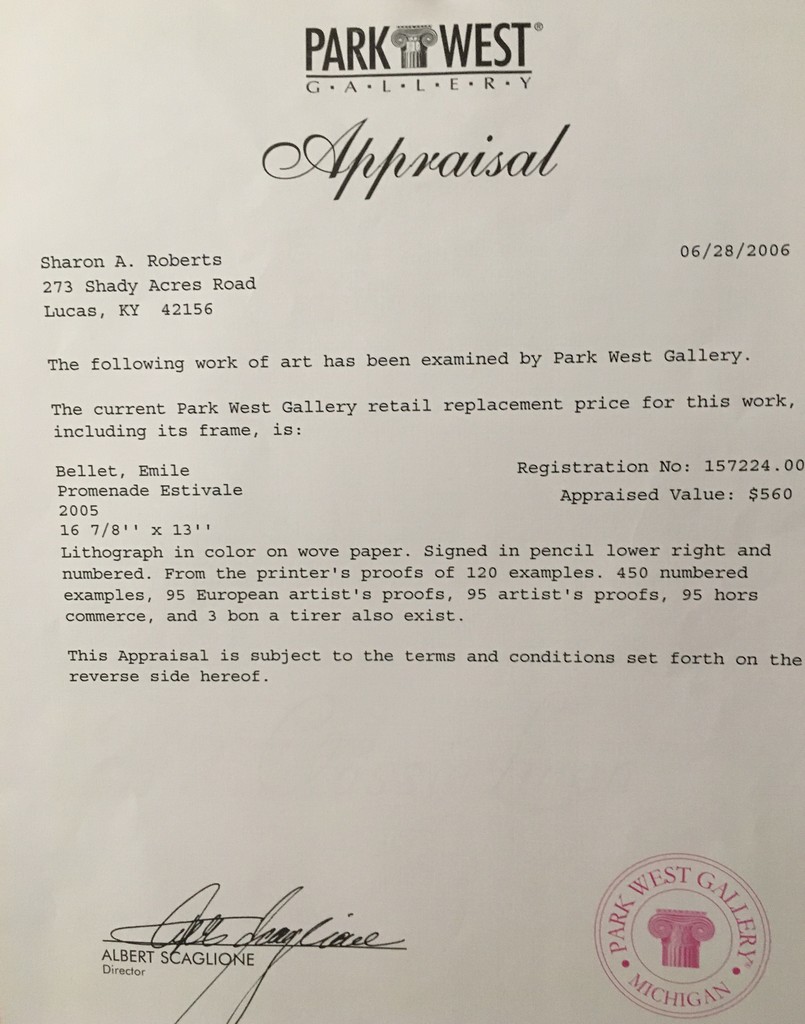 PARK WEST®
G·A·L·L·E·R·Y
Appraisal
06/28/2006
Sharon A. Roberts
273 Shady Acres Road
Lucas, KY 42156
The following work of art has been examined by Park West Gallery.
The current Park West Gallery retail replacement price for this work,
including its frame, is:
Bellet, Emile
Registration No: 157224.00
Promenade Estivale
Appraised Value: $560
2005
16 7/8'' x 13''
Lithograph in color on wove paper. Signed in pencil lower right and
numbered. From the printer's proofs of 120 examples. 450 numbered
examples, 95 European artist's proofs, 95 artist's proofs, 95 hors
commerce, and 3 bon a tirer also exist.
This Appraisal is subject to the terms and conditions set forth on the
reverse side hereof.
ALBERT SCAGLIONE
Director
PARK WEST GALLERY
MICHIGAN